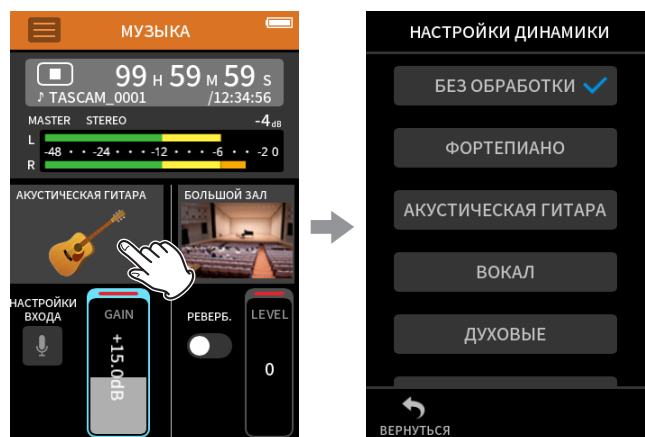 МУЗЫКА
99 H 59 M 59 S
♪ TASCAM_0001 /12:34:56
MASTER STEREO -4 dB
L
-48 · · -24 · · · -12 · · · -6 · · -2 0
R
АКУСТИЧЕСКАЯ ГИТАРА
БОЛЬШОЙ ЗАЛ
НАСТРОЙКИ
ВХОДА
GAIN
+15.0dB
РЕВЕРБ.
LEVEL
0
НАСТРОЙКИ ДИНАМИКИ
БЕЗ ОБРАБОТКИ
ФОРТЕПИАНО
АКУСТИЧЕСКАЯ ГИТАРА
ВОКАЛ
ДУХОВЫЕ
ВЕРНУТЬСЯ